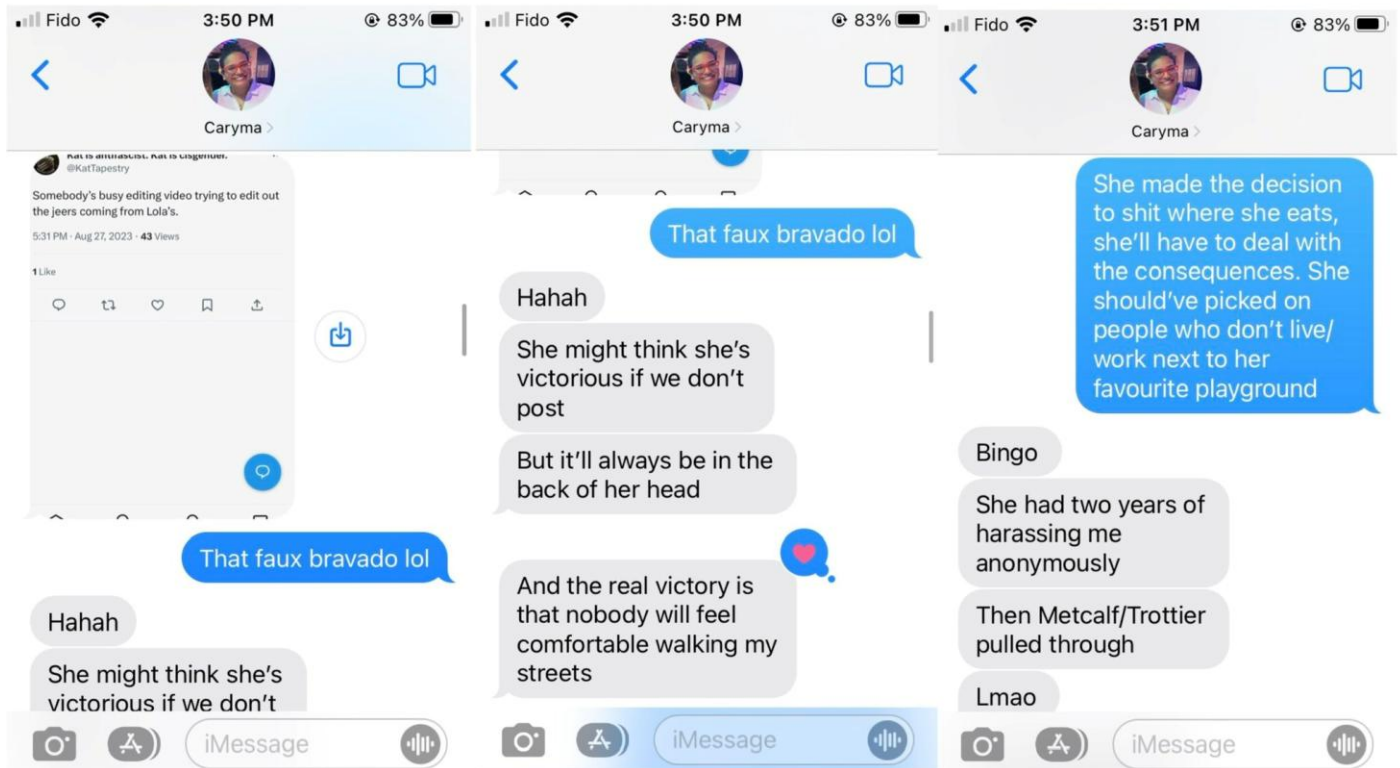 Fido
3:50 PM
83%
Caryma
Kat is antifascist. Kat is cisgender.
@KatTapestry
Somebody's busy editing video trying to edit out
the jeers coming from Lola's.
5:31 PM · Aug 27, 2023 · 43 Views
1 Like
That faux bravado lol
Hahah
She might think she's
victorious if we don't
iMessage
Fido
3:50 PM
83%
Caryma
That faux bravado lol
Hahah
She might think she's
victorious if we don't
post
But it'll always be in the
back of her head
And the real victory is
that nobody will feel
comfortable walking my
streets
iMessage
Fido
3:51 PM
83%
Caryma
She made the decision
to shit where she eats,
she'll have to deal with
the consequences. She
should've picked on
people who don't live/
work next to her
favourite playground
Bingo
She had two years of
harassing me
anonymously
Then Metcalf/Trottier
pulled through
Lmao
iMessage